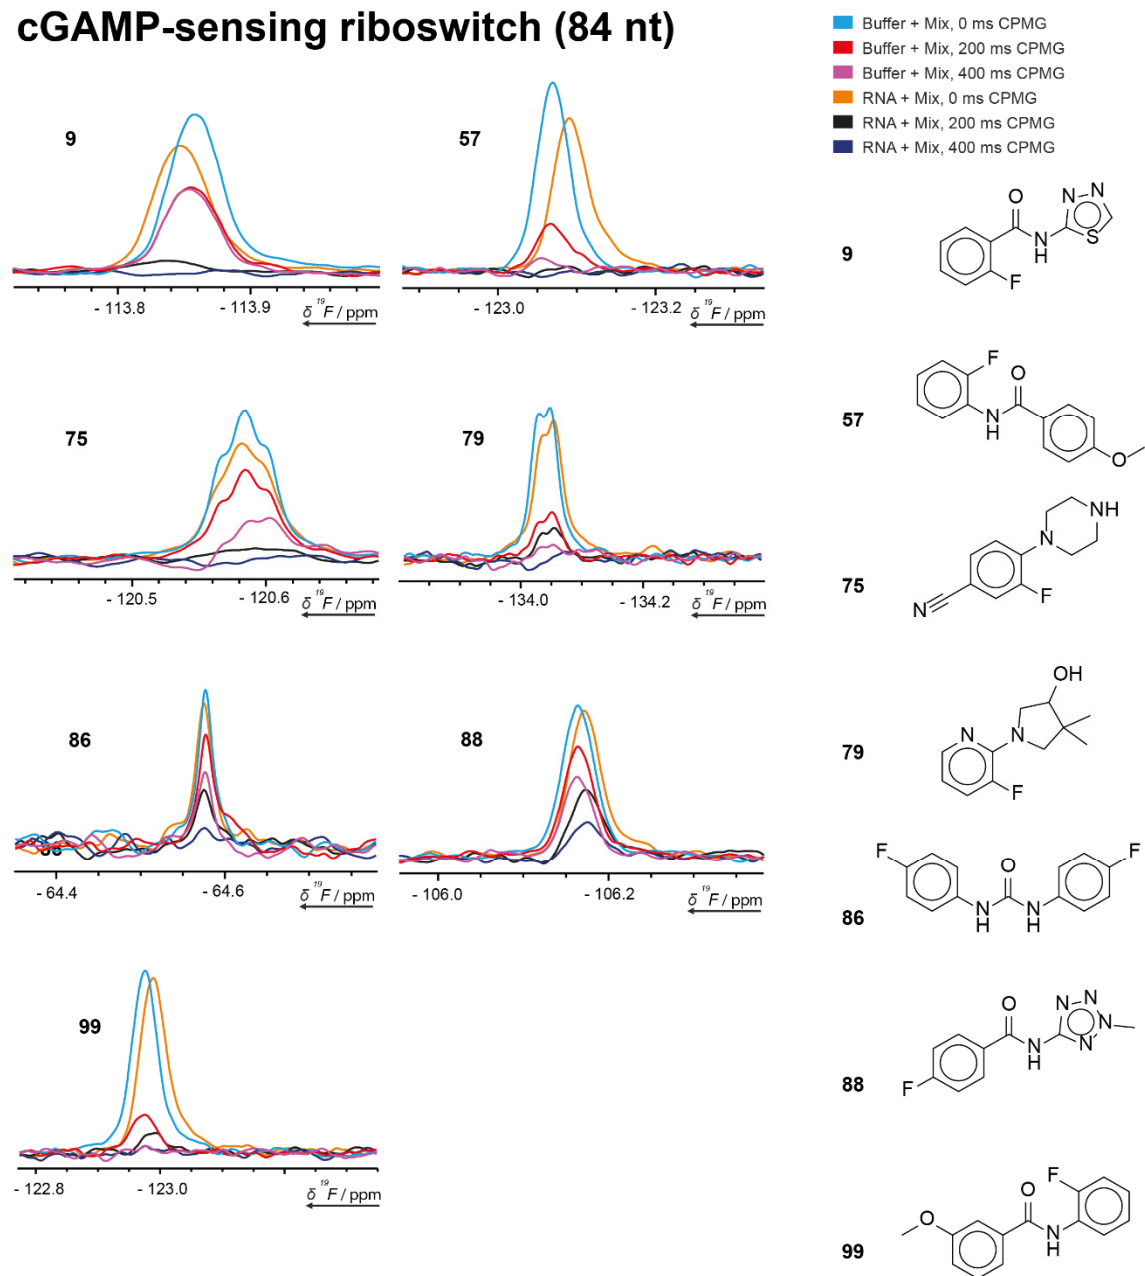 cGAMP-sensing riboswitch (84 nt)
Buffer + Mix, 0 ms CPMG
Buffer + Mix, 200 ms CPMG
Buffer + Mix, 400 ms CPMG
RNA + Mix, 0 ms CPMG
RNA + Mix, 200 ms CPMG
RNA + Mix, 400 ms CPMG
9
- 113.8 - 113.9 δ ¹⁹F / ppm
57
- 123.0 - 123.2 δ ¹⁹F / ppm
O N N N H S F
9
75
- 120.5 - 120.6 δ ¹⁹F / ppm
79
- 134.0 - 134.2 δ ¹⁹F / ppm
F O N H O
57
NH N F N
75
86
- 64.4 - 64.6 δ ¹⁹F / ppm
88
- 106.0 - 106.2 δ ¹⁹F / ppm
OH N N F
79
F O F N H N H
86
99
- 122.8 - 123.0 δ ¹⁹F / ppm
O N N N N N H F
88
O F O N H
99